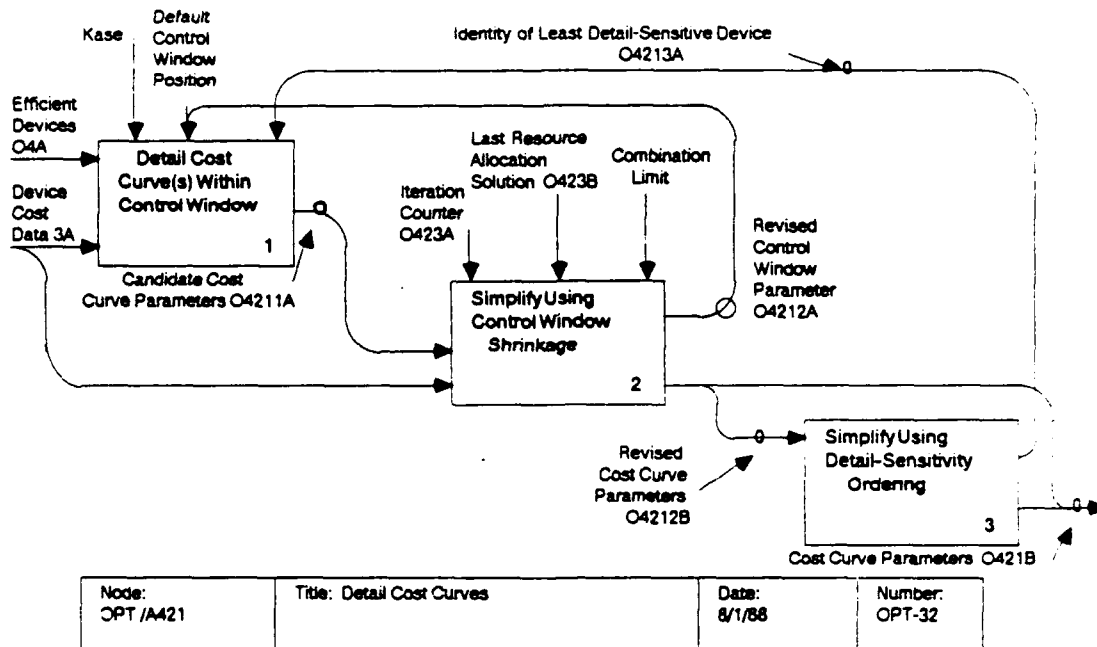 Kase
Default
Control
Window
Position
Identity of Least Detail-Sensitive Device
O4213A
Efficient
Devices
O4A
Device
Cost
Data 3A
Detail Cost
Curve(s) Within
Control Window
1
Candidate Cost
Curve Parameters O4211A
Iteration
Counter
O423A
Last Resource
Allocation
Solution O423B
Combination
Limit
Revised
Control
Window
Parameter
O4212A
Simplify Using
Control Window
Shrinkage
2
Revised
Cost Curve
Parameters
O4212B
Simplify Using
Detail-Sensitivity
Ordering
3
Cost Curve Parameters O421B
Node:
OPT /A421
Title: Detail Cost Curves
Date:
8/1/88
Number:
OPT-32